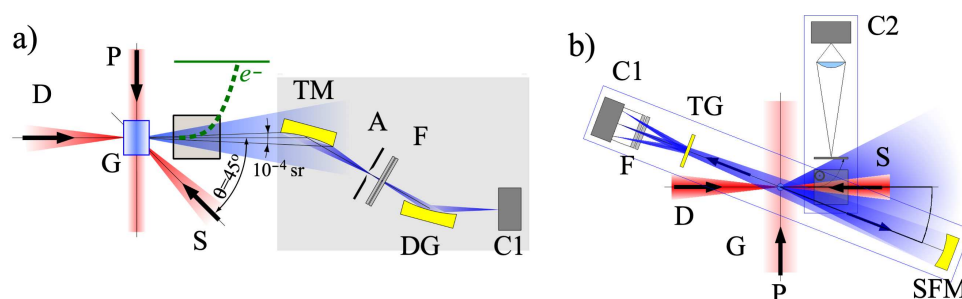 a)
P
D
e-
TM
A
F
G
10⁻⁴ sr
θ=45°
S
DG
C1
b)
C2
C1
TG
F
S
D
G
P
SFM